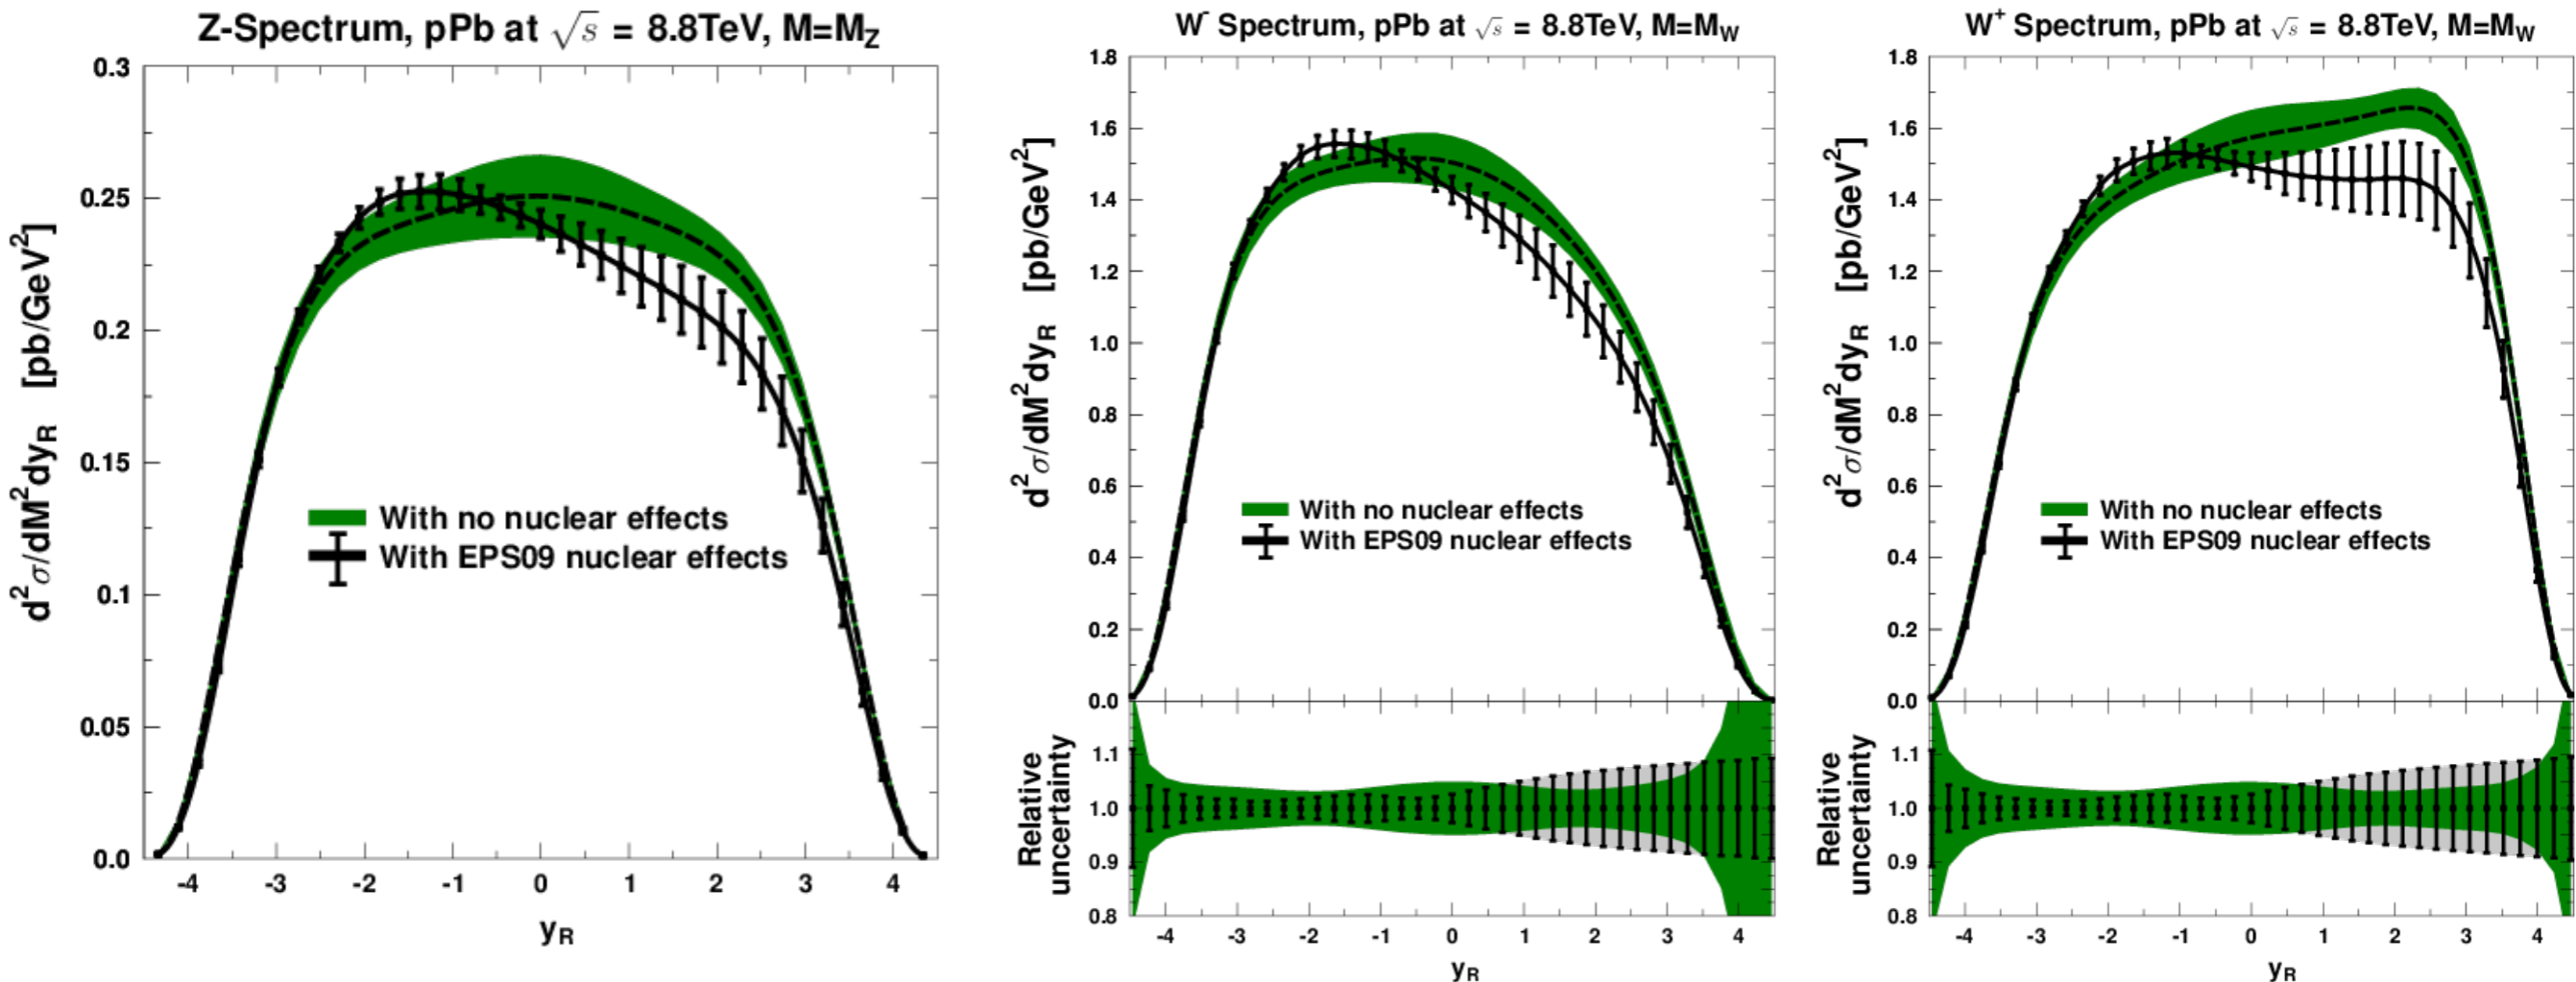 Z-Spectrum, pPb at √s = 8.8TeV, M=M_Z
d²σ/dM²dy_R [pb/GeV²]
0.3
0.25
0.2
0.15
0.1
0.05
0.0
With no nuclear effects
With EPS09 nuclear effects
-4 -3 -2 -1 0 1 2 3 4
y_R
W⁻ Spectrum, pPb at √s = 8.8TeV, M=M_W
d²σ/dM²dy_R [pb/GeV²]
1.8
1.6
1.4
1.2
1.0
0.8
0.6
0.4
0.2
0.0
With no nuclear effects
With EPS09 nuclear effects
Relative
uncertainty
1.1
1.0
0.9
0.8
-4 -3 -2 -1 0 1 2 3 4
y_R
W⁺ Spectrum, pPb at √s = 8.8TeV, M=M_W
d²σ/dM²dy_R [pb/GeV²]
1.8
1.6
1.4
1.2
1.0
0.8
0.6
0.4
0.2
0.0
With no nuclear effects
With EPS09 nuclear effects
Relative
uncertainty
1.1
1.0
0.9
0.8
-4 -3 -2 -1 0 1 2 3 4
y_R